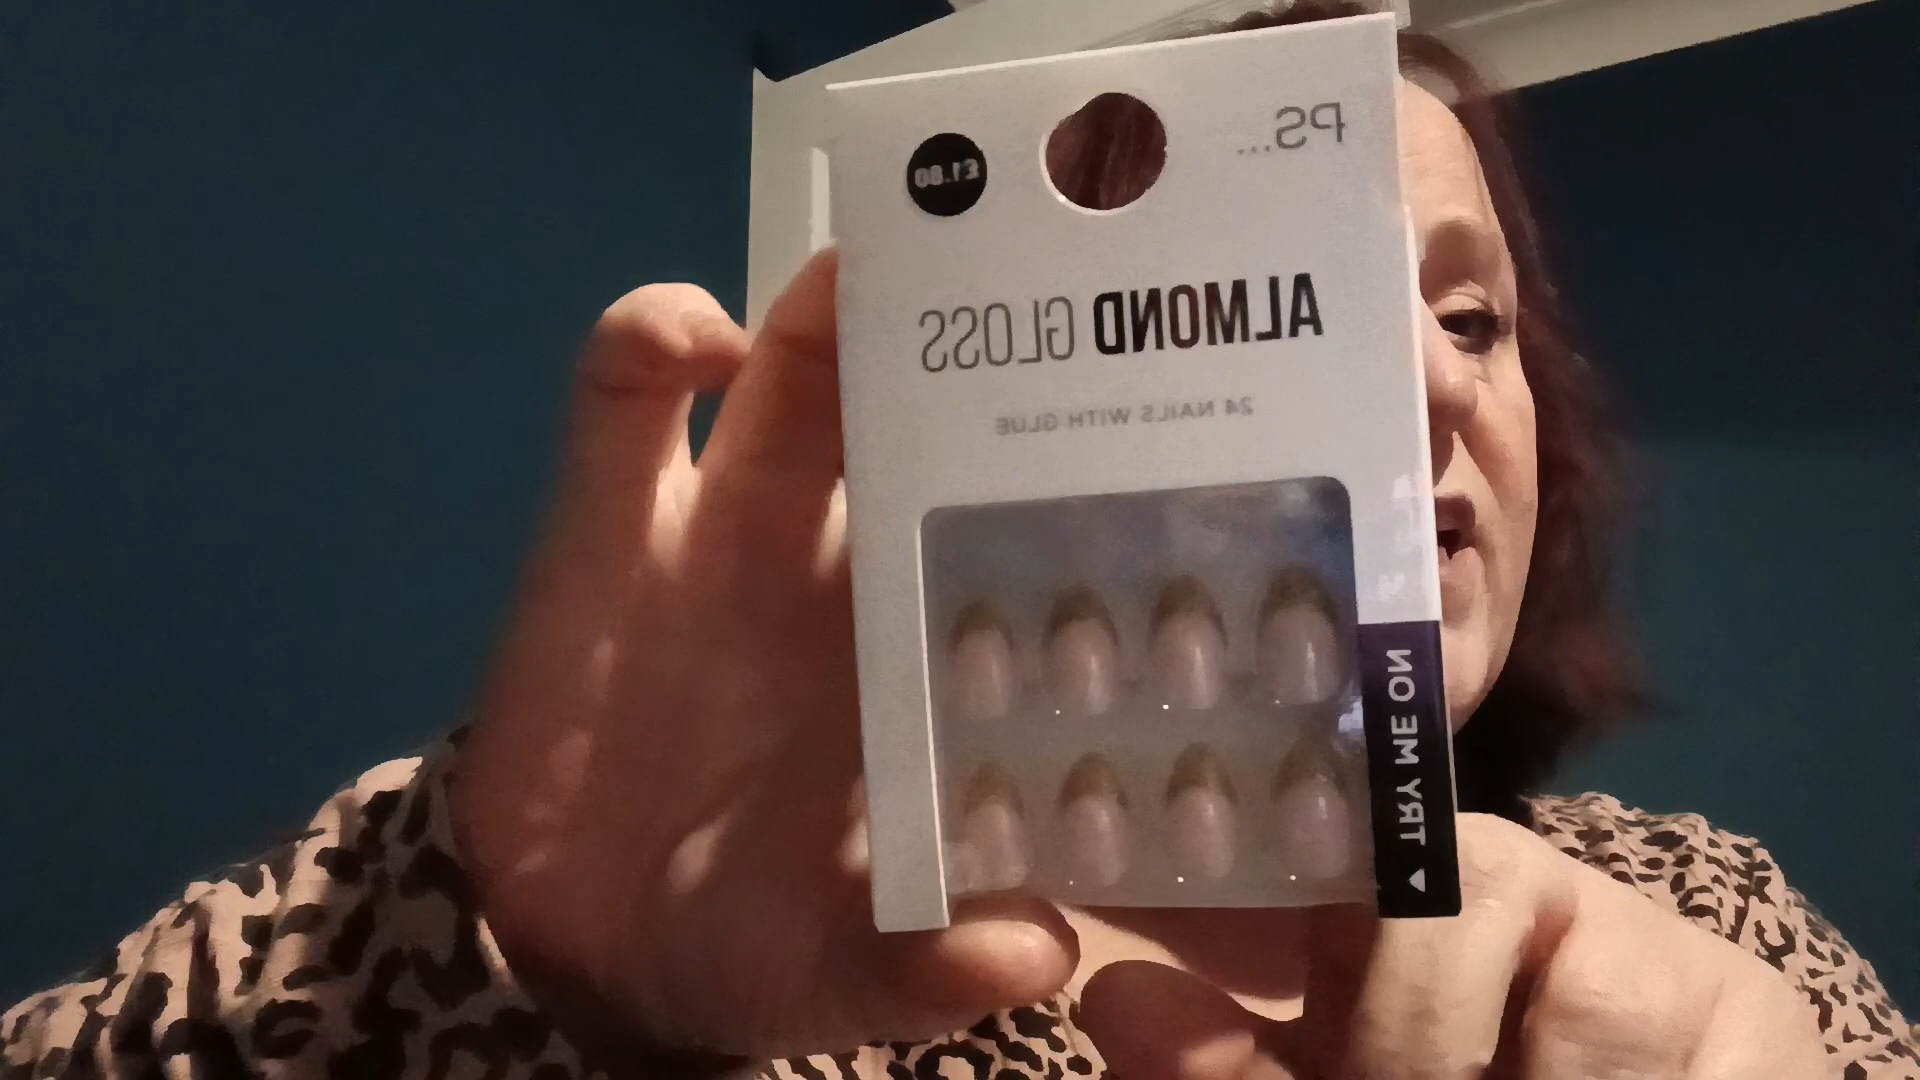 PS...
£1.80
ALMOND GLOSS
24 NAILS WITH GLUE
TRY ME ON